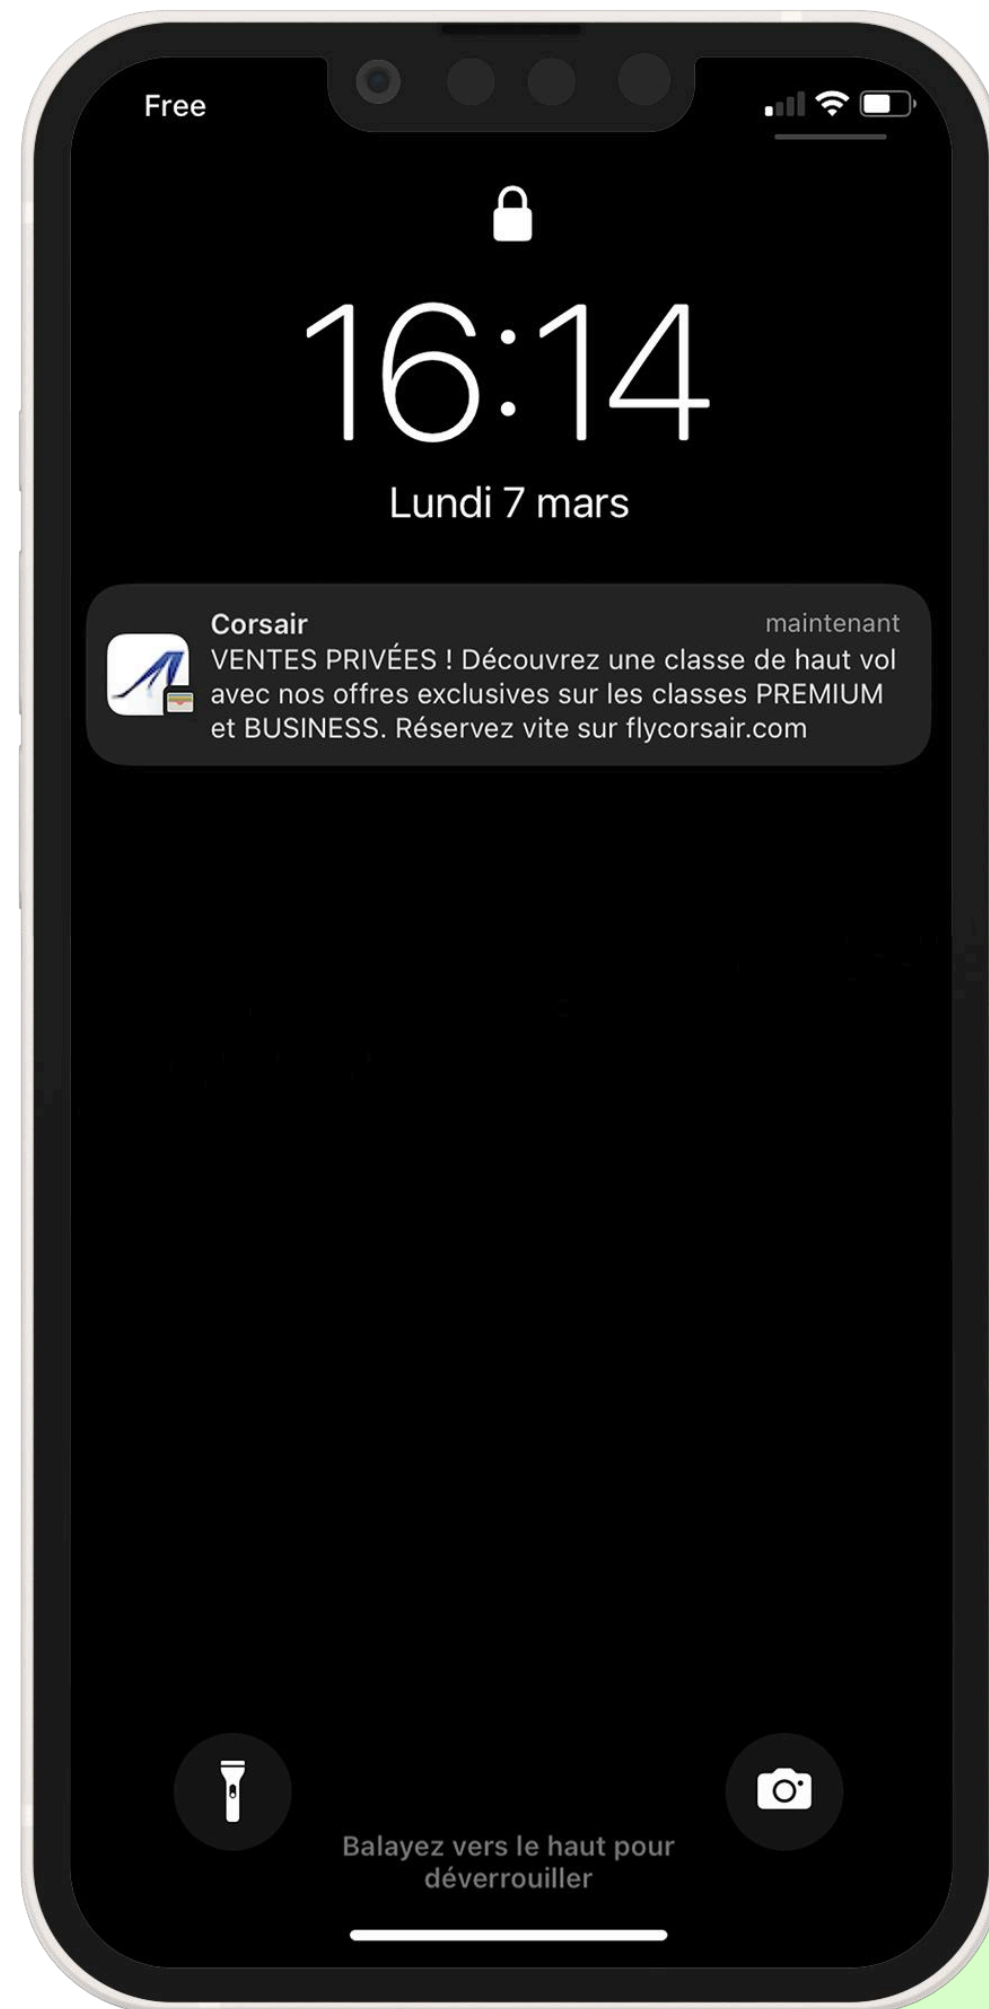 Free
16:14
Lundi 7 mars
Corsair
maintenant
VENTES PRIVÉES ! Découvrez une classe de haut vol
avec nos offres exclusives sur les classes PREMIUM
et BUSINESS. Réservez vite sur flycorsair.com
Balayez vers le haut pour
déverrouiller